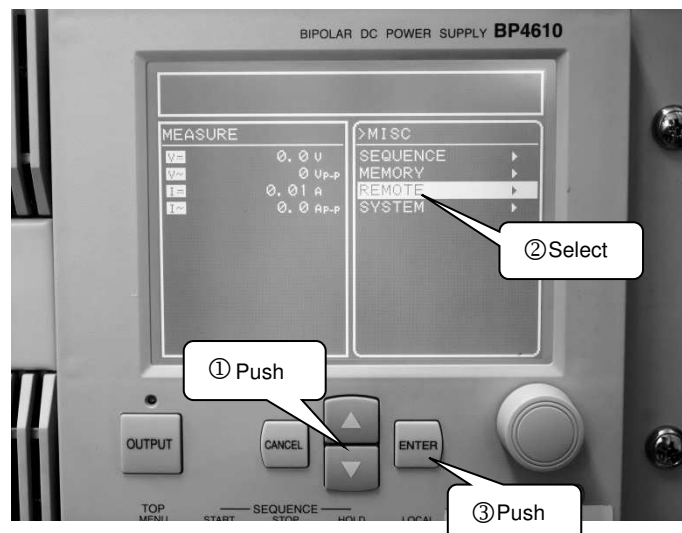 BIPOLAR DC POWER SUPPLY BP4610
MEASURE
V= 0.0 V
V~ 0 Vp-p
I= 0.01 A
I~ 0.0 Ap-p
>MISC
SEQUENCE
MEMORY
REMOTE
SYSTEM
②Select
① Push
OUTPUT
CANCEL
ENTER
③Push
TOP
MENU
SEQUENCE
START STOP HOLD LOCAL